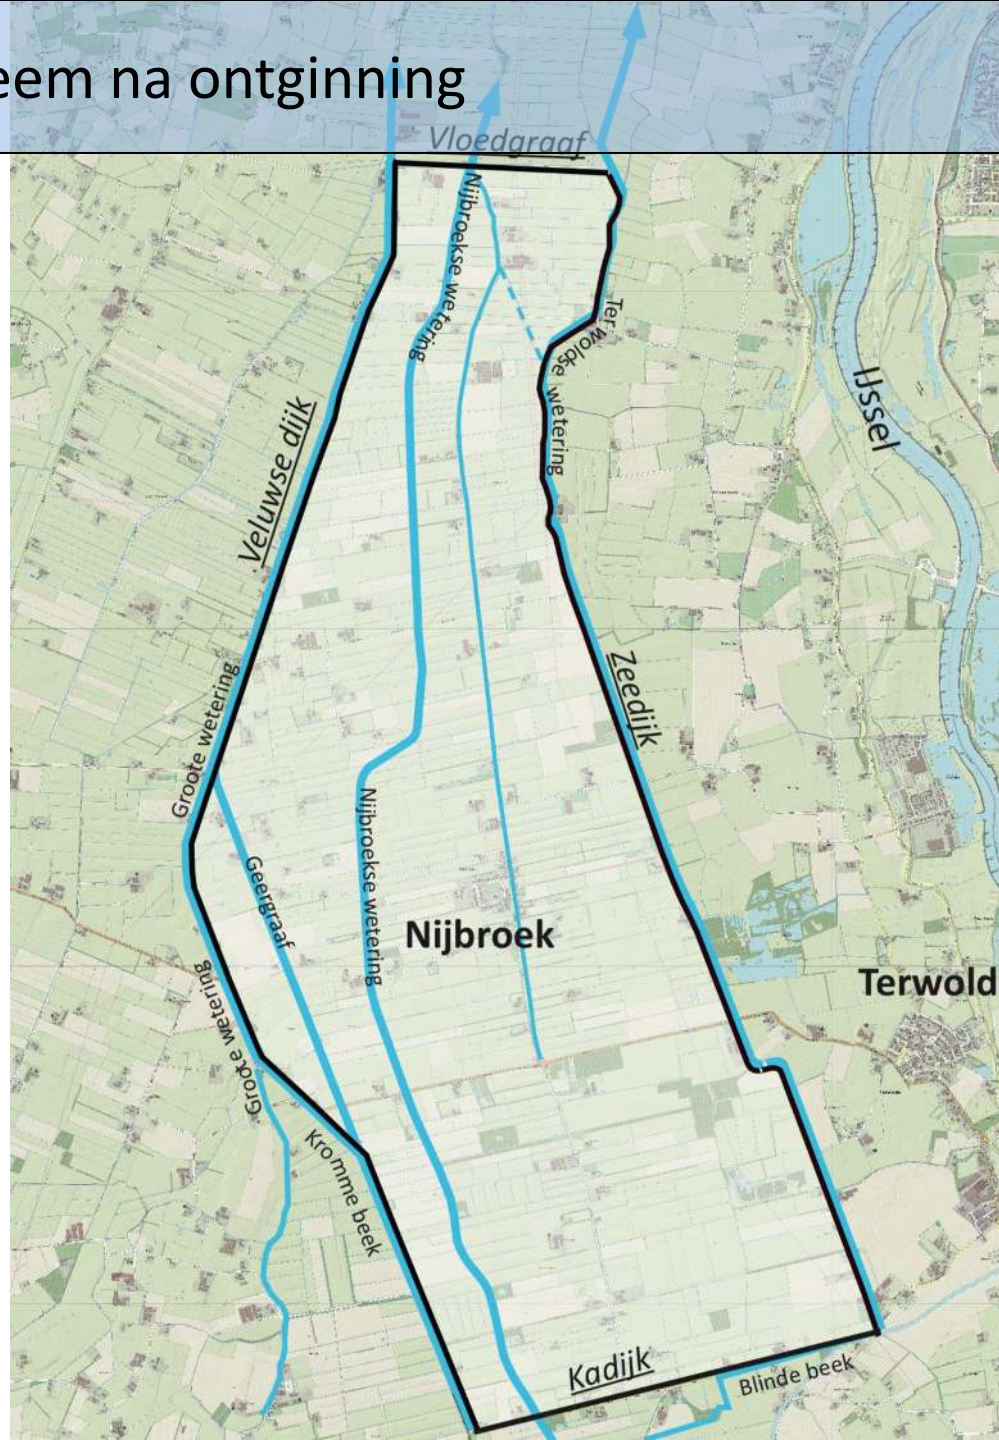 eem na ontginning
Vloedgraaf
Nijbroekse wetering
Terwoldse wetering
IJssel
Veluwse dijk
Zeedijk
Groote wetering
Nijbroekse wetering
Geergraaf
Nijbroek
Terwold
Groote wetering
Kromme beek
Kadijk
Blinde beek